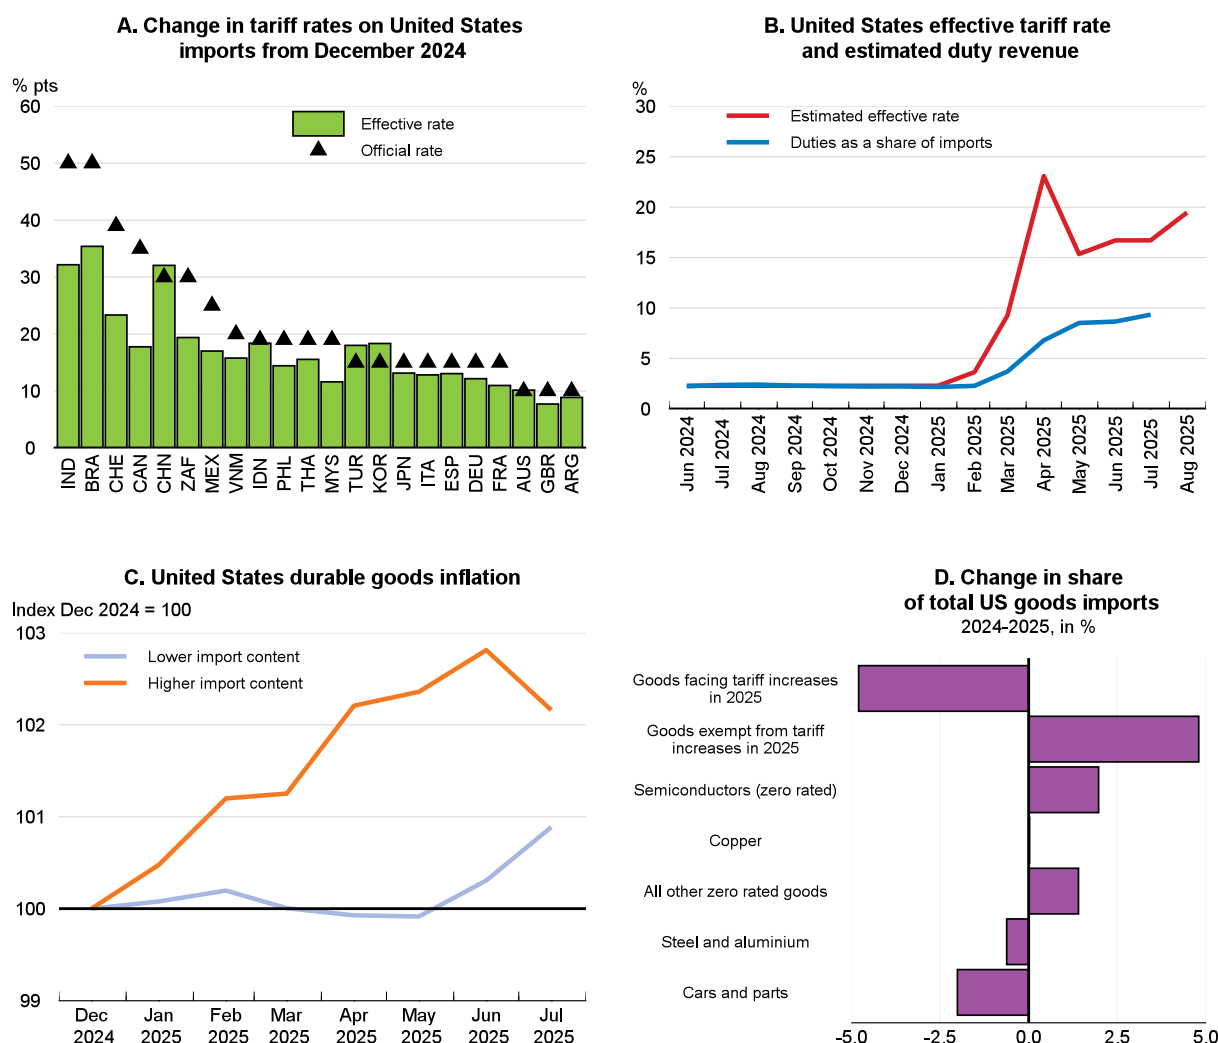 A. Change in tariff rates on United States
imports from December 2024
% pts
60
50
40
30
20
10
0
Effective rate
Official rate
IND
BRA
CHE
CAN
CHN
ZAF
MEX
VNM
IDN
PHL
THA
MYS
TUR
KOR
JPN
ITA
ESP
DEU
FRA
AUS
GBR
ARG
B. United States effective tariff rate
and estimated duty revenue
%
30
25
20
15
10
5
0
Estimated effective rate
Duties as a share of imports
Jun 2024
Jul 2024
Aug 2024
Sep 2024
Oct 2024
Nov 2024
Dec 2024
Jan 2025
Feb 2025
Mar 2025
Apr 2025
May 2025
Jun 2025
Jul 2025
Aug 2025
C. United States durable goods inflation
Index Dec 2024 = 100
103
102
101
100
99
Lower import content
Higher import content
Dec 2024
Jan 2025
Feb 2025
Mar 2025
Apr 2025
May 2025
Jun 2025
Jul 2025
D. Change in share
of total US goods imports
2024-2025, in %
Goods facing tariff increases
in 2025
Goods exempt from tariff
increases in 2025
Semiconductors (zero rated)
Copper
All other zero rated goods
Steel and aluminium
Cars and parts
-5.0
-2.5
0.0
2.5
5.0